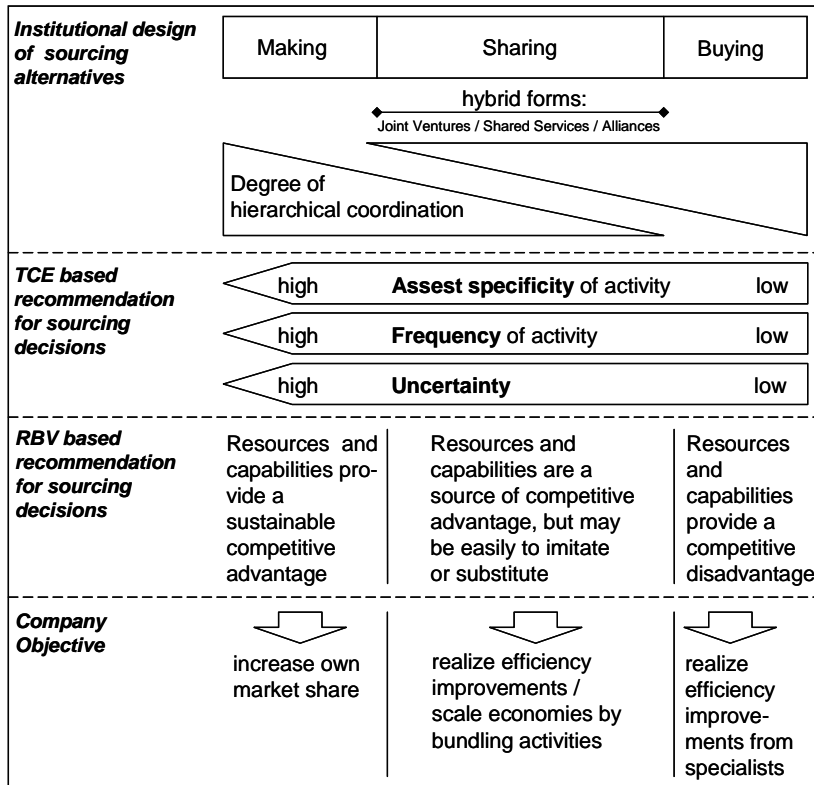 Institutional design
of sourcing
alternatives
Making
Sharing
Buying
hybrid forms:
Joint Ventures / Shared Services / Alliances
Degree of
hierarchical coordination
TCE based
recommendation
for sourcing
decisions
high Assest specificity of activity low
high Frequency of activity low
high Uncertainty low
RBV based
recommendation
for sourcing
decisions
Resources and
capabilities pro-
vide a
sustainable
competitive
advantage
Resources and
capabilities are a
source of competitive
advantage, but may
be easily to imitate
or substitute
Resources
and
capabilities
provide a
competitive
disadvantage
Company
Objective
increase own
market share
realize efficiency
improvements /
scale economies by
bundling activities
realize
efficiency
improve-
ments from
specialists